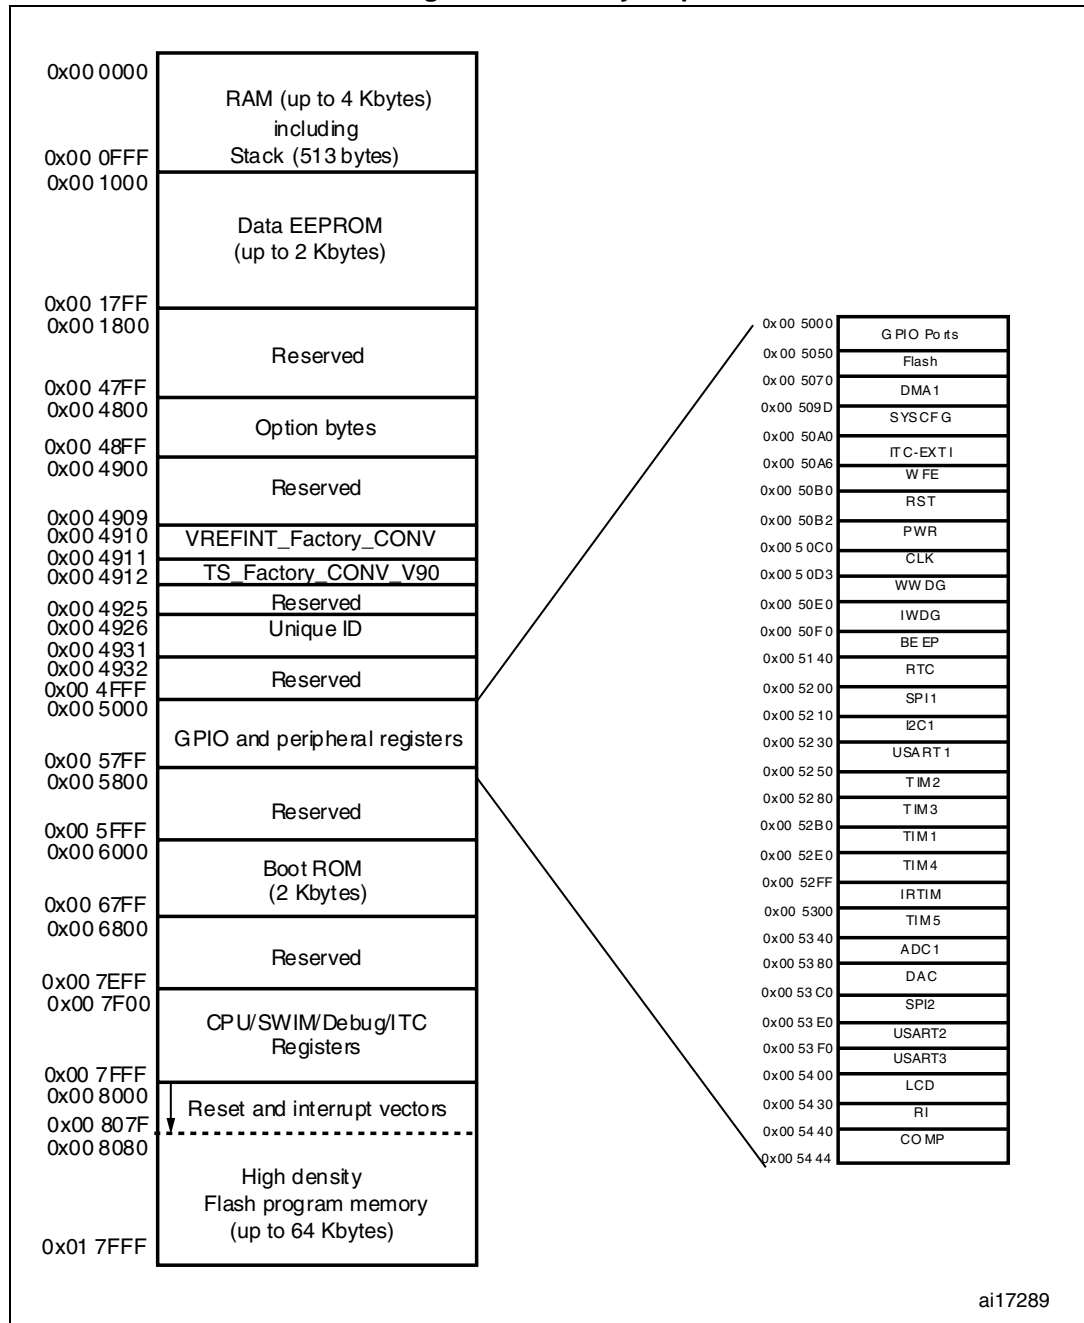 0x00 0000
RAM (up to 4 Kbytes)
including
Stack (513 bytes)
0x00 0FFF
0x00 1000
Data EEPROM
(up to 2 Kbytes)
0x00 17FF
0x00 1800
Reserved
0x00 47FF
0x00 4800
Option bytes
0x00 48FF
0x00 4900
Reserved
0x00 4909
0x00 4910
VREFINT_Factory_CONV
0x00 4911
0x00 4912
TS_Factory_CONV_V90
Reserved
0x00 4925
0x00 4926
Unique ID
0x00 4931
0x00 4932
Reserved
0x00 4FFF
0x00 5000
GPIO and peripheral registers
0x00 57FF
0x00 5800
Reserved
0x00 5FFF
0x00 6000
Boot ROM
(2 Kbytes)
0x00 67FF
0x00 6800
Reserved
0x00 7EFF
0x00 7F00
CPU/SWIM/Debug/ITC
Registers
0x00 7FFF
0x00 8000
Reset and interrupt vectors
0x00 807F
0x00 8080
High density
Flash program memory
(up to 64 Kbytes)
0x01 7FFF
0x00 5000
GPIO Ports
0x00 5050
Flash
0x00 5070
DMA1
0x00 509D
SYSCFG
0x00 50A0
ITC-EXTI
0x00 50A6
WFE
0x00 50B0
RST
0x00 50B2
PWR
0x00 50C0
CLK
0x00 50D3
WWDG
0x00 50E0
IWDG
0x00 50F0
BEEP
0x00 5140
RTC
0x00 5200
SPI1
0x00 5210
I2C1
0x00 5230
USART1
0x00 5250
TIM2
0x00 5280
TIM3
0x00 52B0
TIM1
0x00 52E0
TIM4
0x00 52FF
IRTIM
0x00 5300
TIM5
0x00 5340
ADC1
0x00 5380
DAC
0x00 53C0
SPI2
0x00 53E0
USART2
0x00 53F0
USART3
0x00 5400
LCD
0x00 5430
RI
0x00 5440
COMP
0x00 5444
ai17289